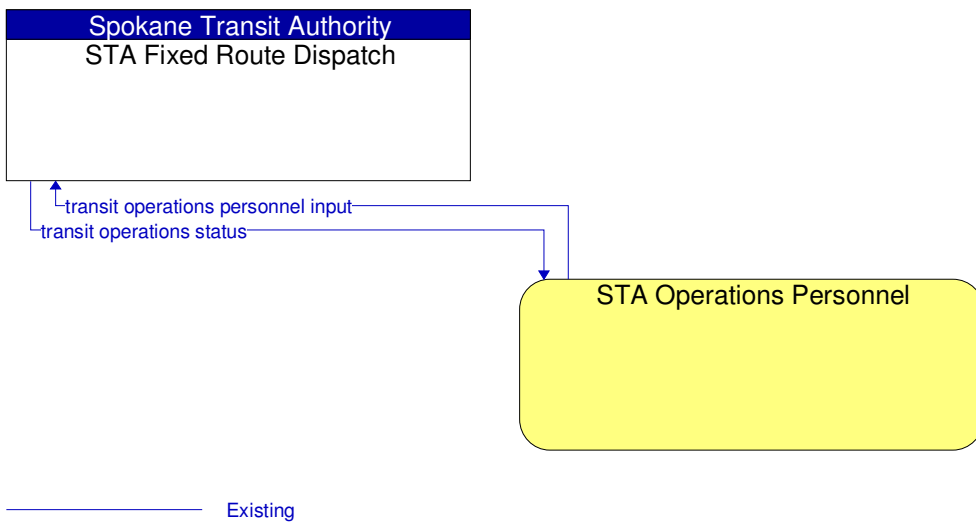 Spokane Transit Authority
STA Fixed Route Dispatch
transit operations personnel input
transit operations status
STA Operations Personnel
Existing